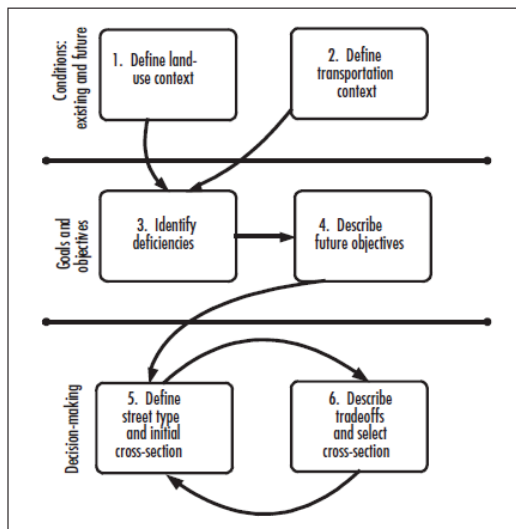 Conditions:
existing and future
1. Define land-
use context
2. Define
transportation
context
Goals and
objectives
3. Identify
deficiencies
4. Describe
future objectives
Decision-making
5. Define
street type
and initial
cross-section
6. Describe
tradeoffs
and select
cross-section